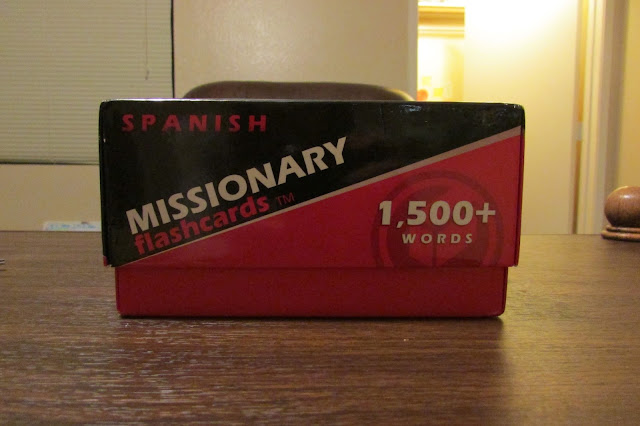 SPANISH
MISSIONARY
flashcards™
1,500+
WORDS